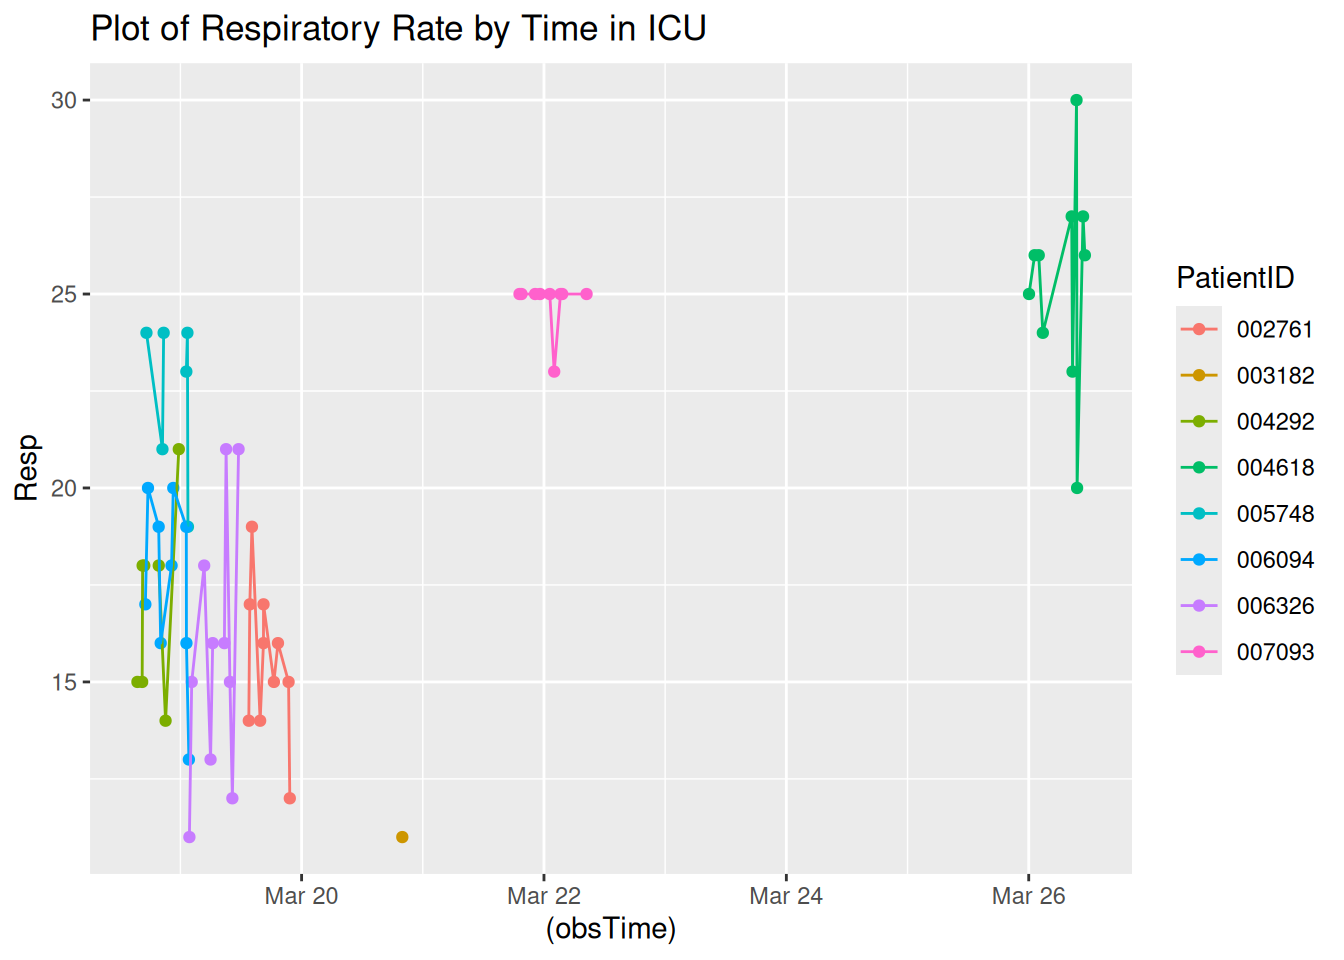 Plot of Respiratory Rate by Time in ICU
30
25
20
15
Resp
Mar 20
Mar 22
Mar 24
Mar 26
(obsTime)
PatientID
002761
003182
004292
004618
005748
006094
006326
007093